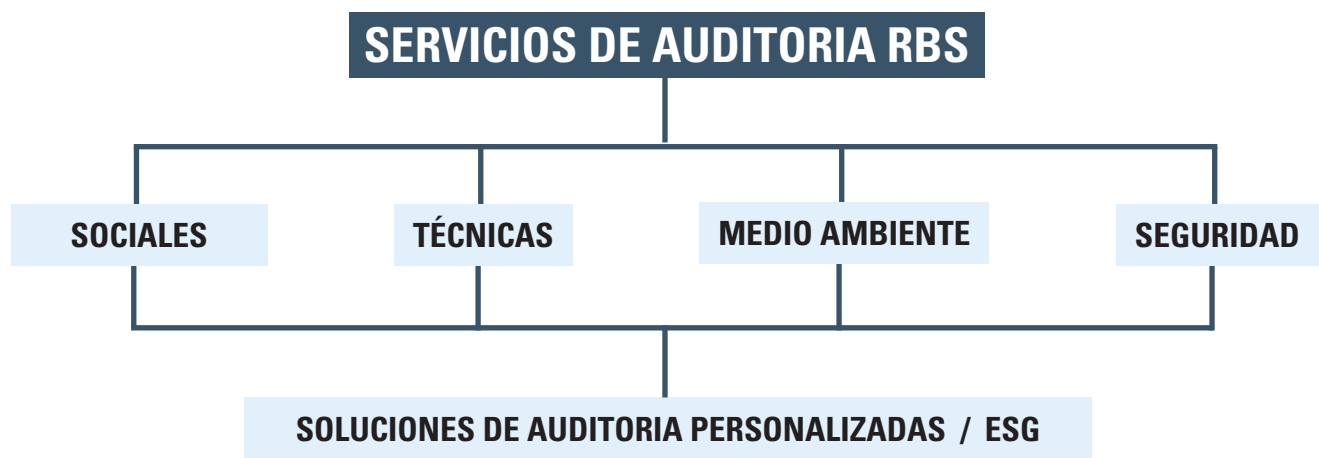 SERVICIOS DE AUDITORIA RBS
SOCIALES
TÉCNICAS
MEDIO AMBIENTE
SEGURIDAD
SOLUCIONES DE AUDITORIA PERSONALIZADAS / ESG